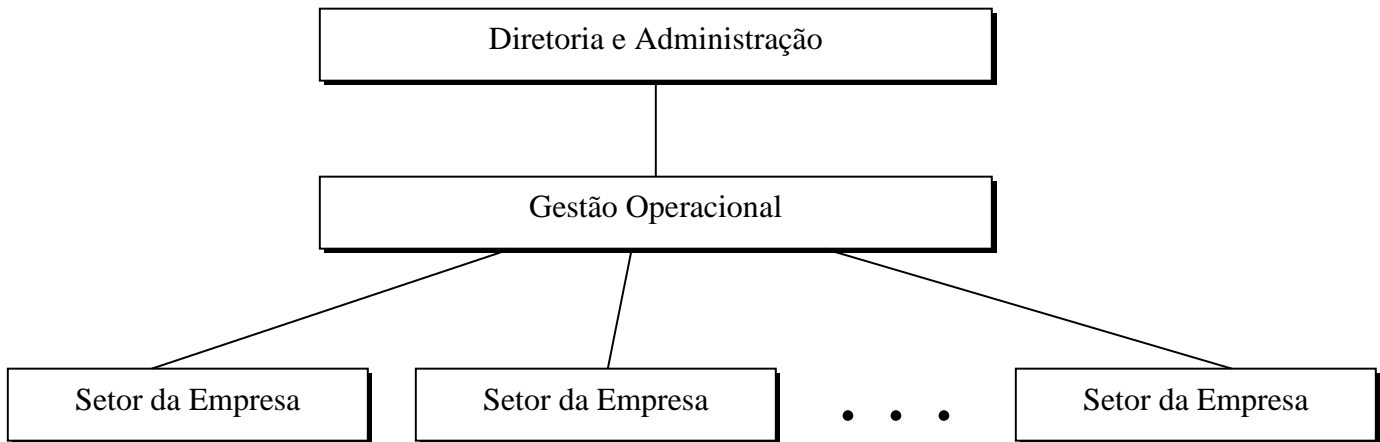 Diretoria e Administração
Gestão Operacional
Setor da Empresa
Setor da Empresa
. . .
Setor da Empresa